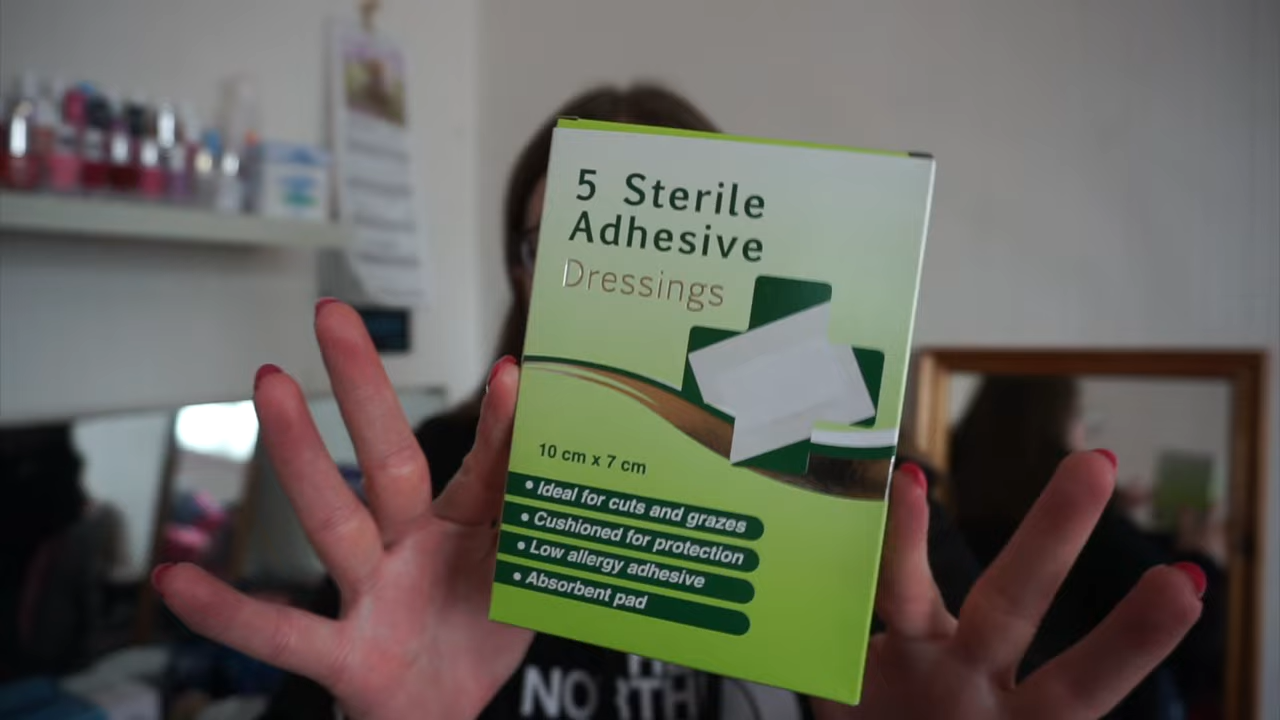 5 Sterile
Adhesive
Dressings
10 cm x 7 cm
• Ideal for cuts and grazes
• Cushioned for protection
• Low allergy adhesive
• Absorbent pad
NO